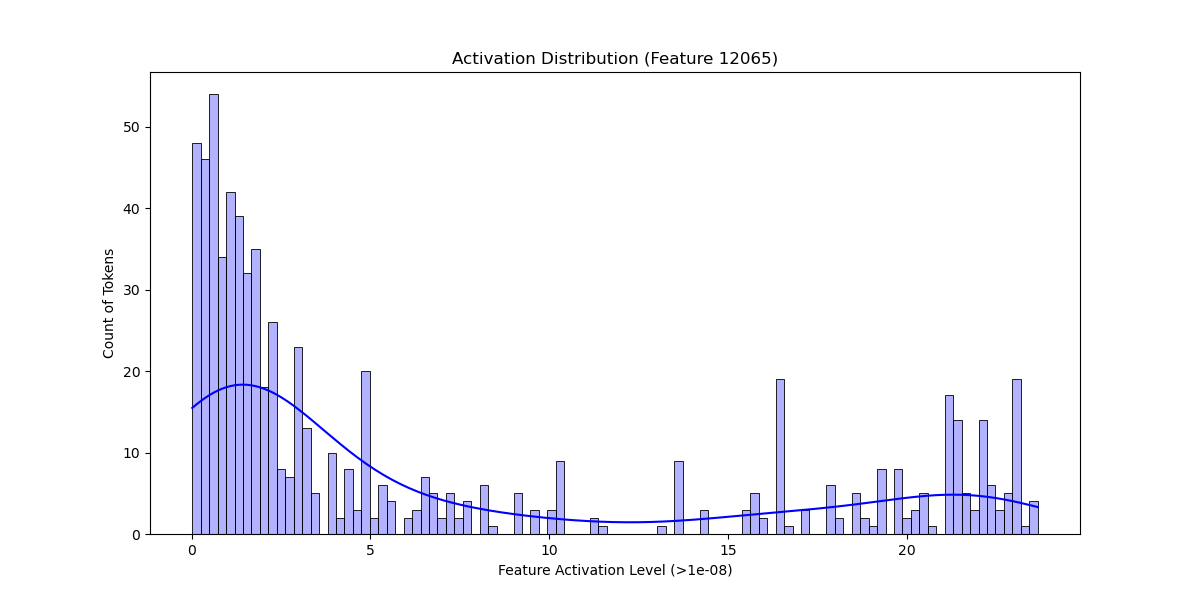 Activation Distribution (Feature 12065)
Count of Tokens
50
40
30
20
10
0
0 5 10 15 20
Feature Activation Level (>1e-08)